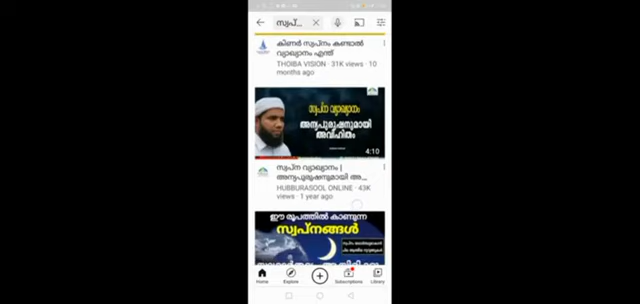 സ്വപ്...
കിണർ സ്വപ്നം കണ്ടാൽ
വ്യാഖ്യാനം എന്ത്
THOIBA VISION · 31K views · 10
months ago
സ്വപ്ന വ്യാഖ്യാനം
അന്യപുരുഷനുമായി
അവിഹിതം
4:10
സ്വപ്ന വ്യാഖ്യാനം |
അന്യപുരുഷനുമായി അ...
HUBBURASOOL ONLINE · 43K
views · 1 year ago
ഈ രൂപത്തിൽ കാണുന്ന
സ്വപ്നങ്ങൾ
Home
Explore
Subscriptions
Library